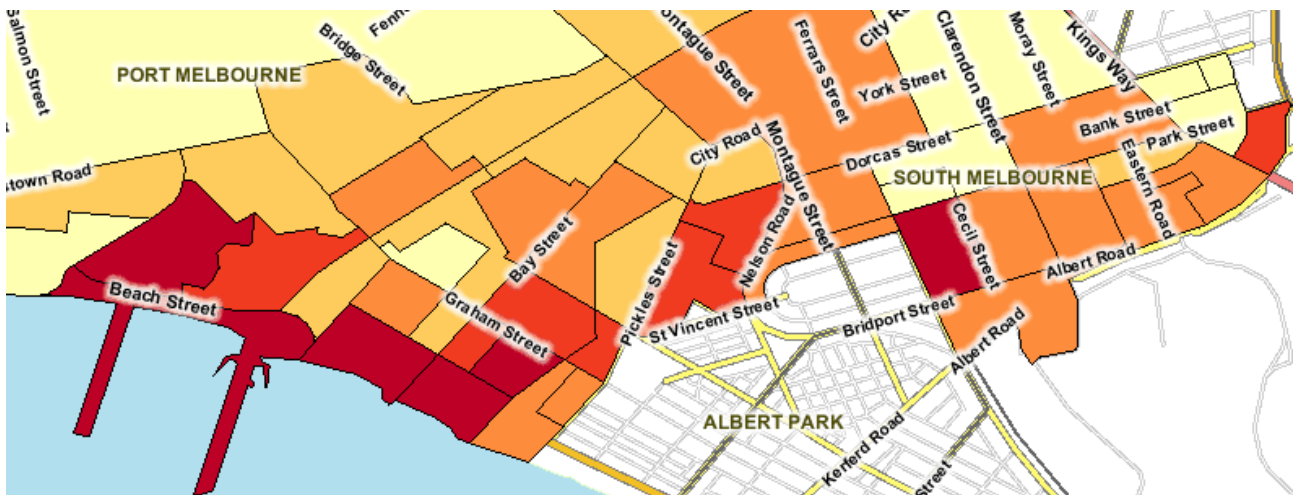 Salmon Street
Fenn
Bridge Street
PORT MELBOURNE
ontague Street
Ferrars Street
City Ro
Clarendon Street
Moray Street
Kings Way
York Street
Bank Street
Park Street
City Road
Montague Street
Dorcas Street
Eastern Road
stown Road
SOUTH MELBOURNE
Nelson Road
Cecil Street
Bay Street
Pickles Street
Albert Road
Beach Street
Graham Street
St Vincent Street
Bridport Street
Albert Road
ALBERT PARK
Kerferd Road
Street